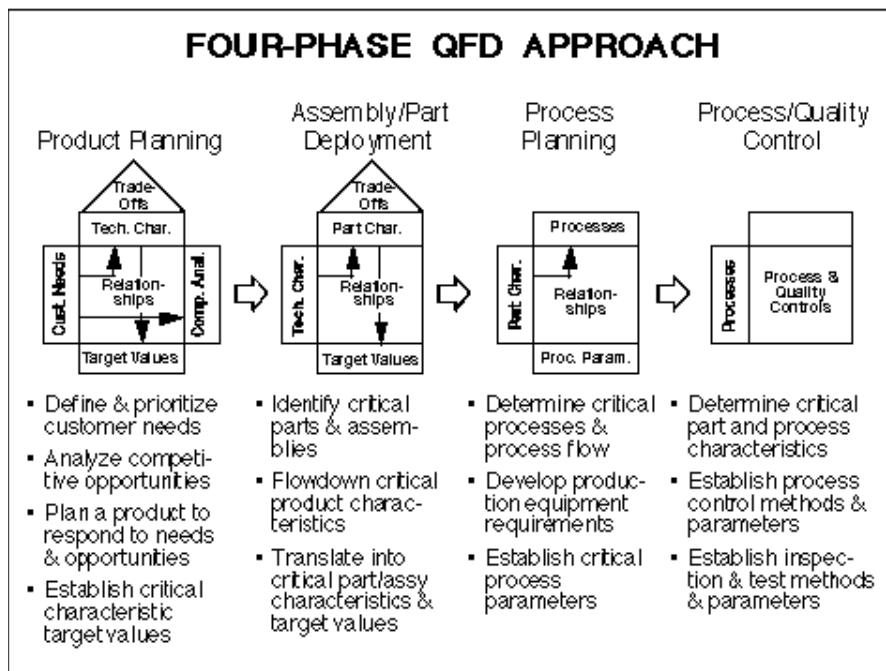 FOUR-PHASE QFD APPROACH
Product Planning
Assembly/Part
Deployment
Process
Planning
Process/Quality
Control
Trade-
Offs
Tech. Char.
Cust. Needs
Relation-
ships
Comp. Anal.
Target Values
Trade-
Offs
Part Char.
Tech. Char.
Relation-
ships
Target Values
Processes
Part Char.
Relation-
ships
Proc. Param.
Processes
Process &
Quality
Controls
▪ Define & prioritize
customer needs
▪ Analyze competi-
tive opportunities
▪ Plan a product to
respond to needs
& opportunities
▪ Establish critical
characteristic
target values
▪ Identify critical
parts & assem-
blies
▪ Flowdown critical
product charac-
teristics
▪ Translate into
critical part/assy
characteristics &
target values
▪ Determine critical
processes &
process flow
▪ Develop produc-
tion equipment
requirements
▪ Establish critical
process
parameters
▪ Determine critical
part and process
characteristics
▪ Establish process
control methods &
parameters
▪ Establish inspec-
tion & test methods
& parameters